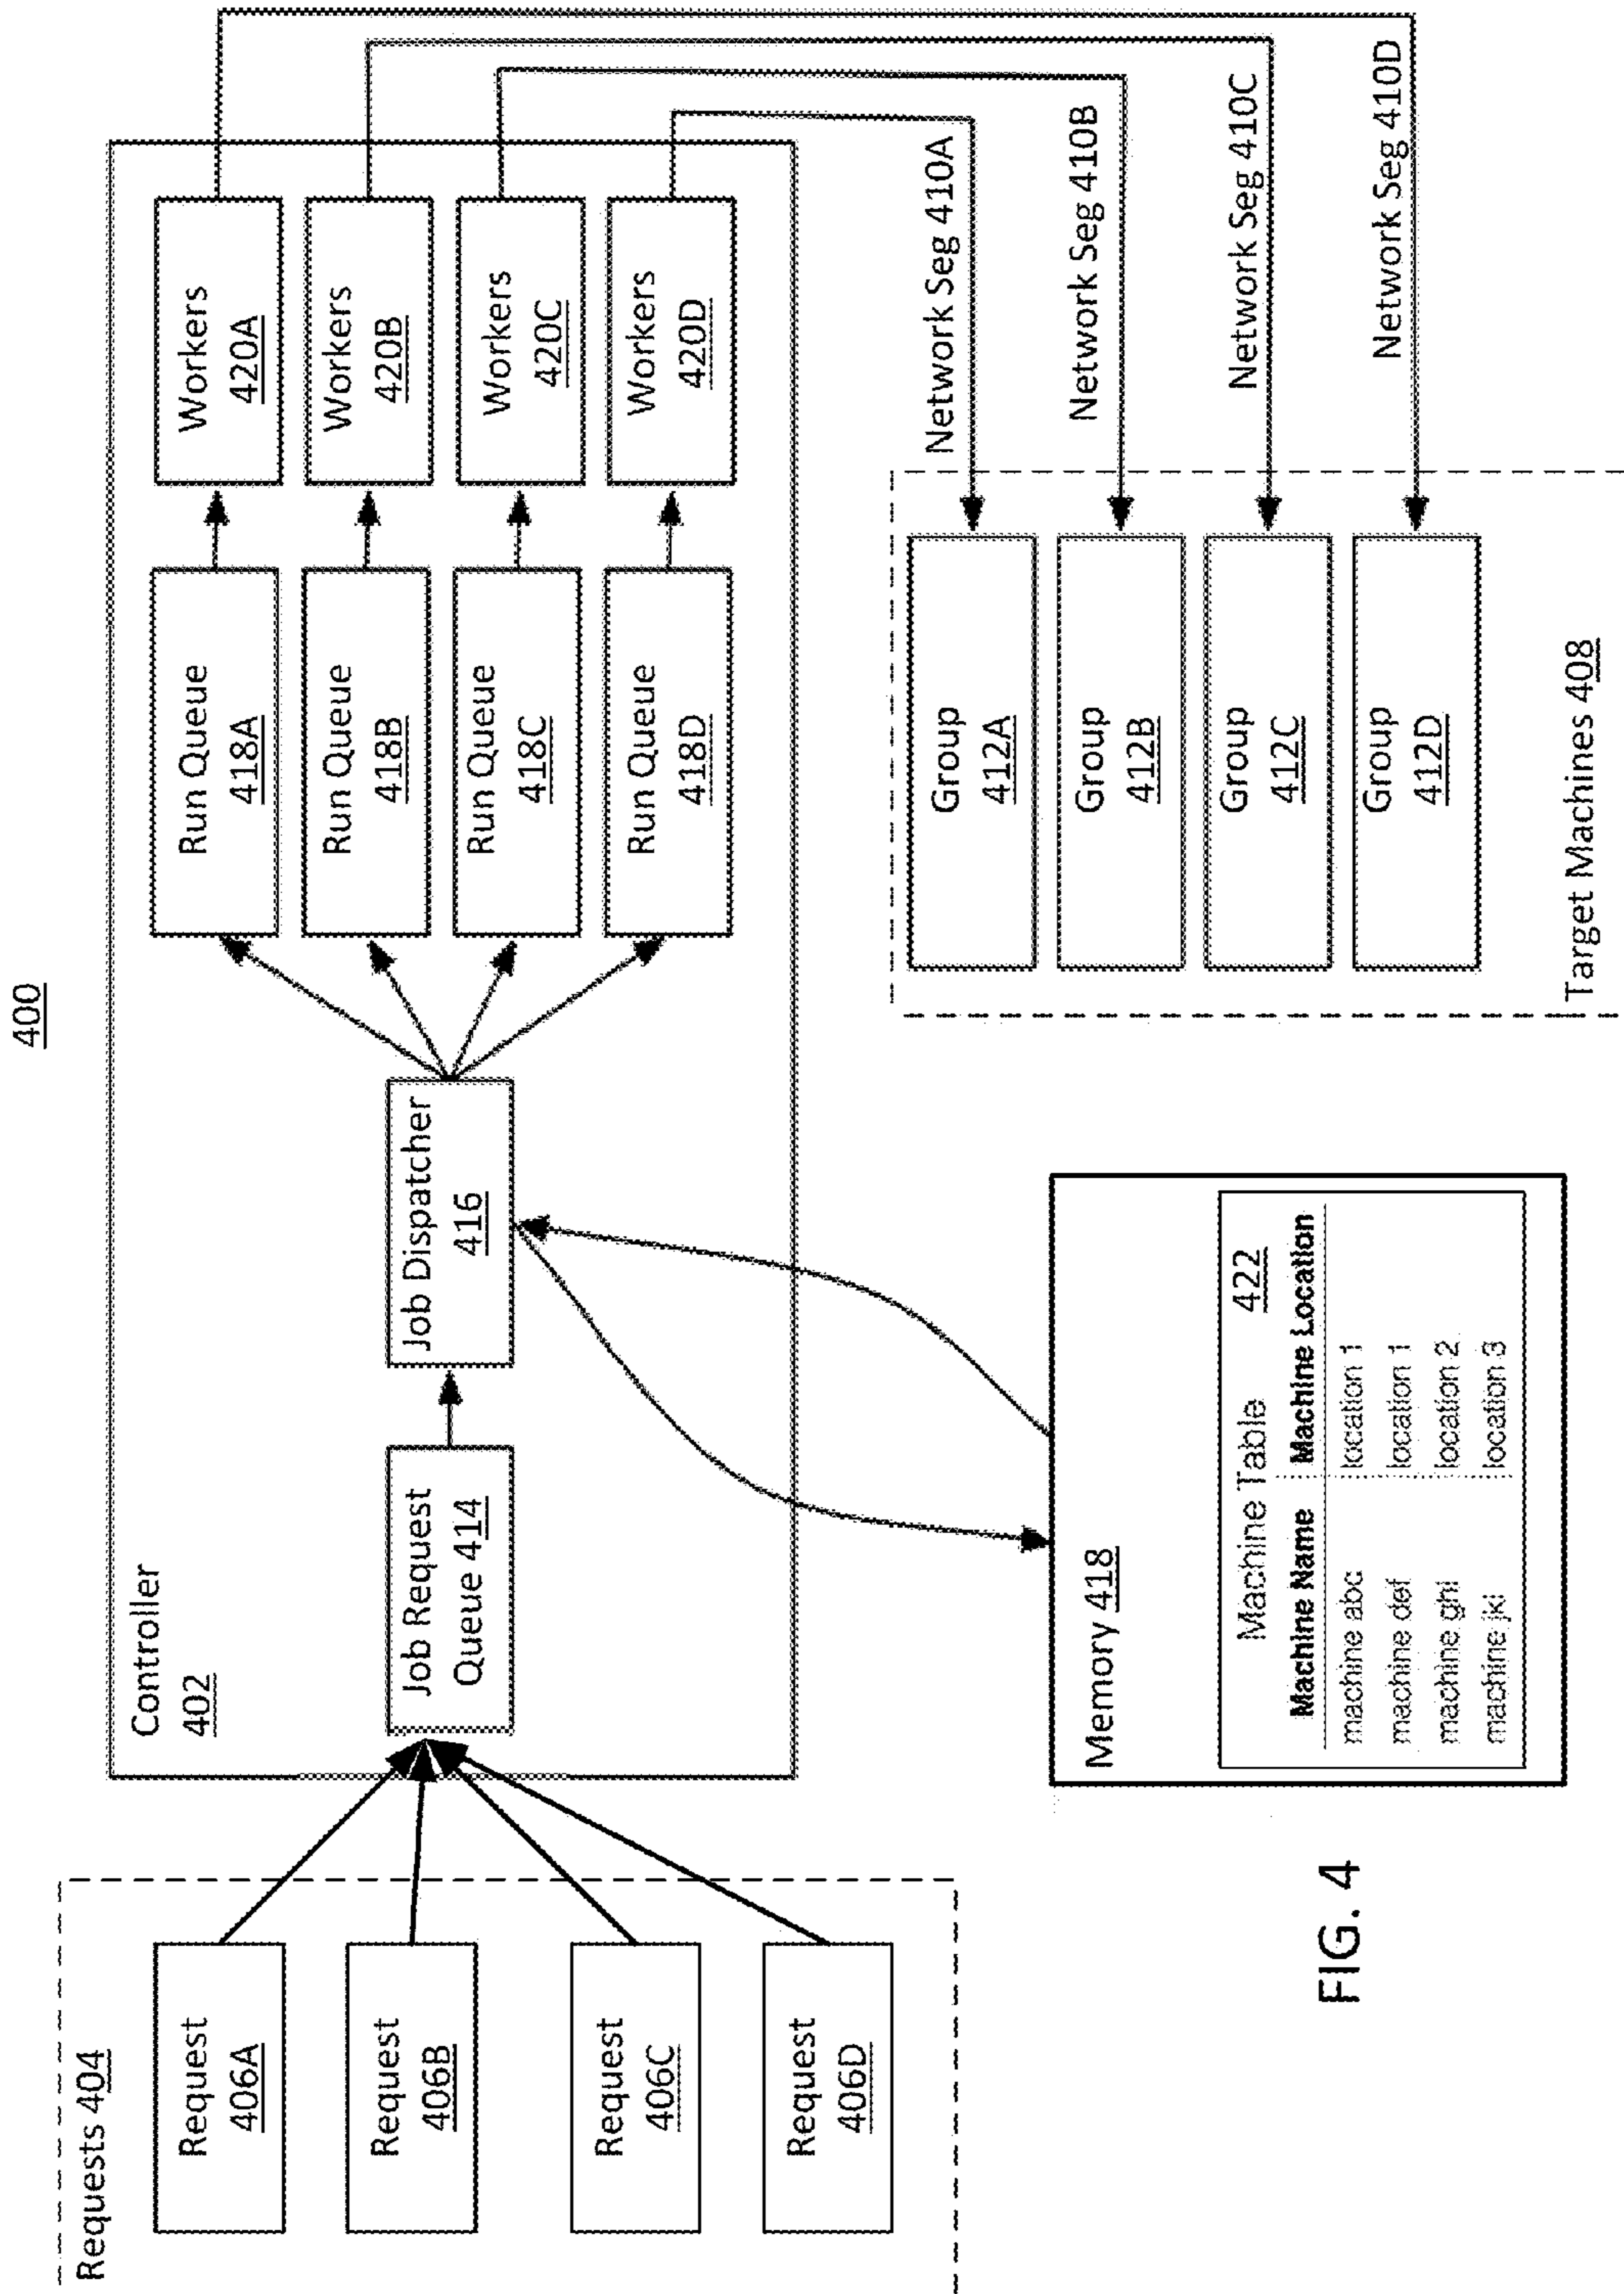 400
Requests 404
Request
406A
Request
406B
Request
406C
Request
406D
Controller
402
Job Request
Queue 414
Job Dispatcher
416
Run Queue
418A
Run Queue
418B
Run Queue
418C
Run Queue
418D
Workers
420A
Workers
420B
Workers
420C
Workers
420D
Network Seg 410A
Network Seg 410B
Network Seg 410C
Network Seg 410D
Group
412A
Group
412B
Group
412C
Group
412D
Target Machines 408
Memory 418
Machine Table 422
Machine Name Machine Location
machine abc location 1
machine def location 1
machine ghi location 2
machine jkl location 3
FIG. 4